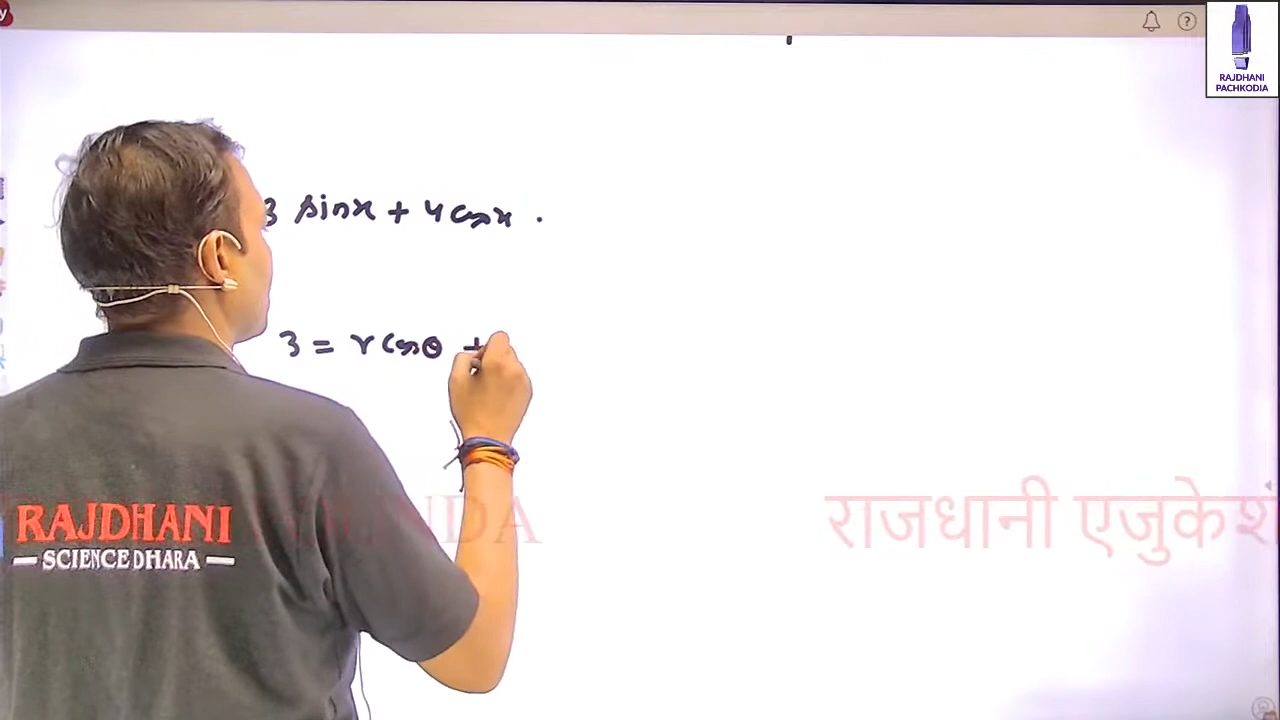 RAJDHANI
PACHKODIA
3 sinx + 4 cosx .
3 = r cosθ +
राजधानी एजुकेशं
RAJDHANI
SCIENCE DHARA